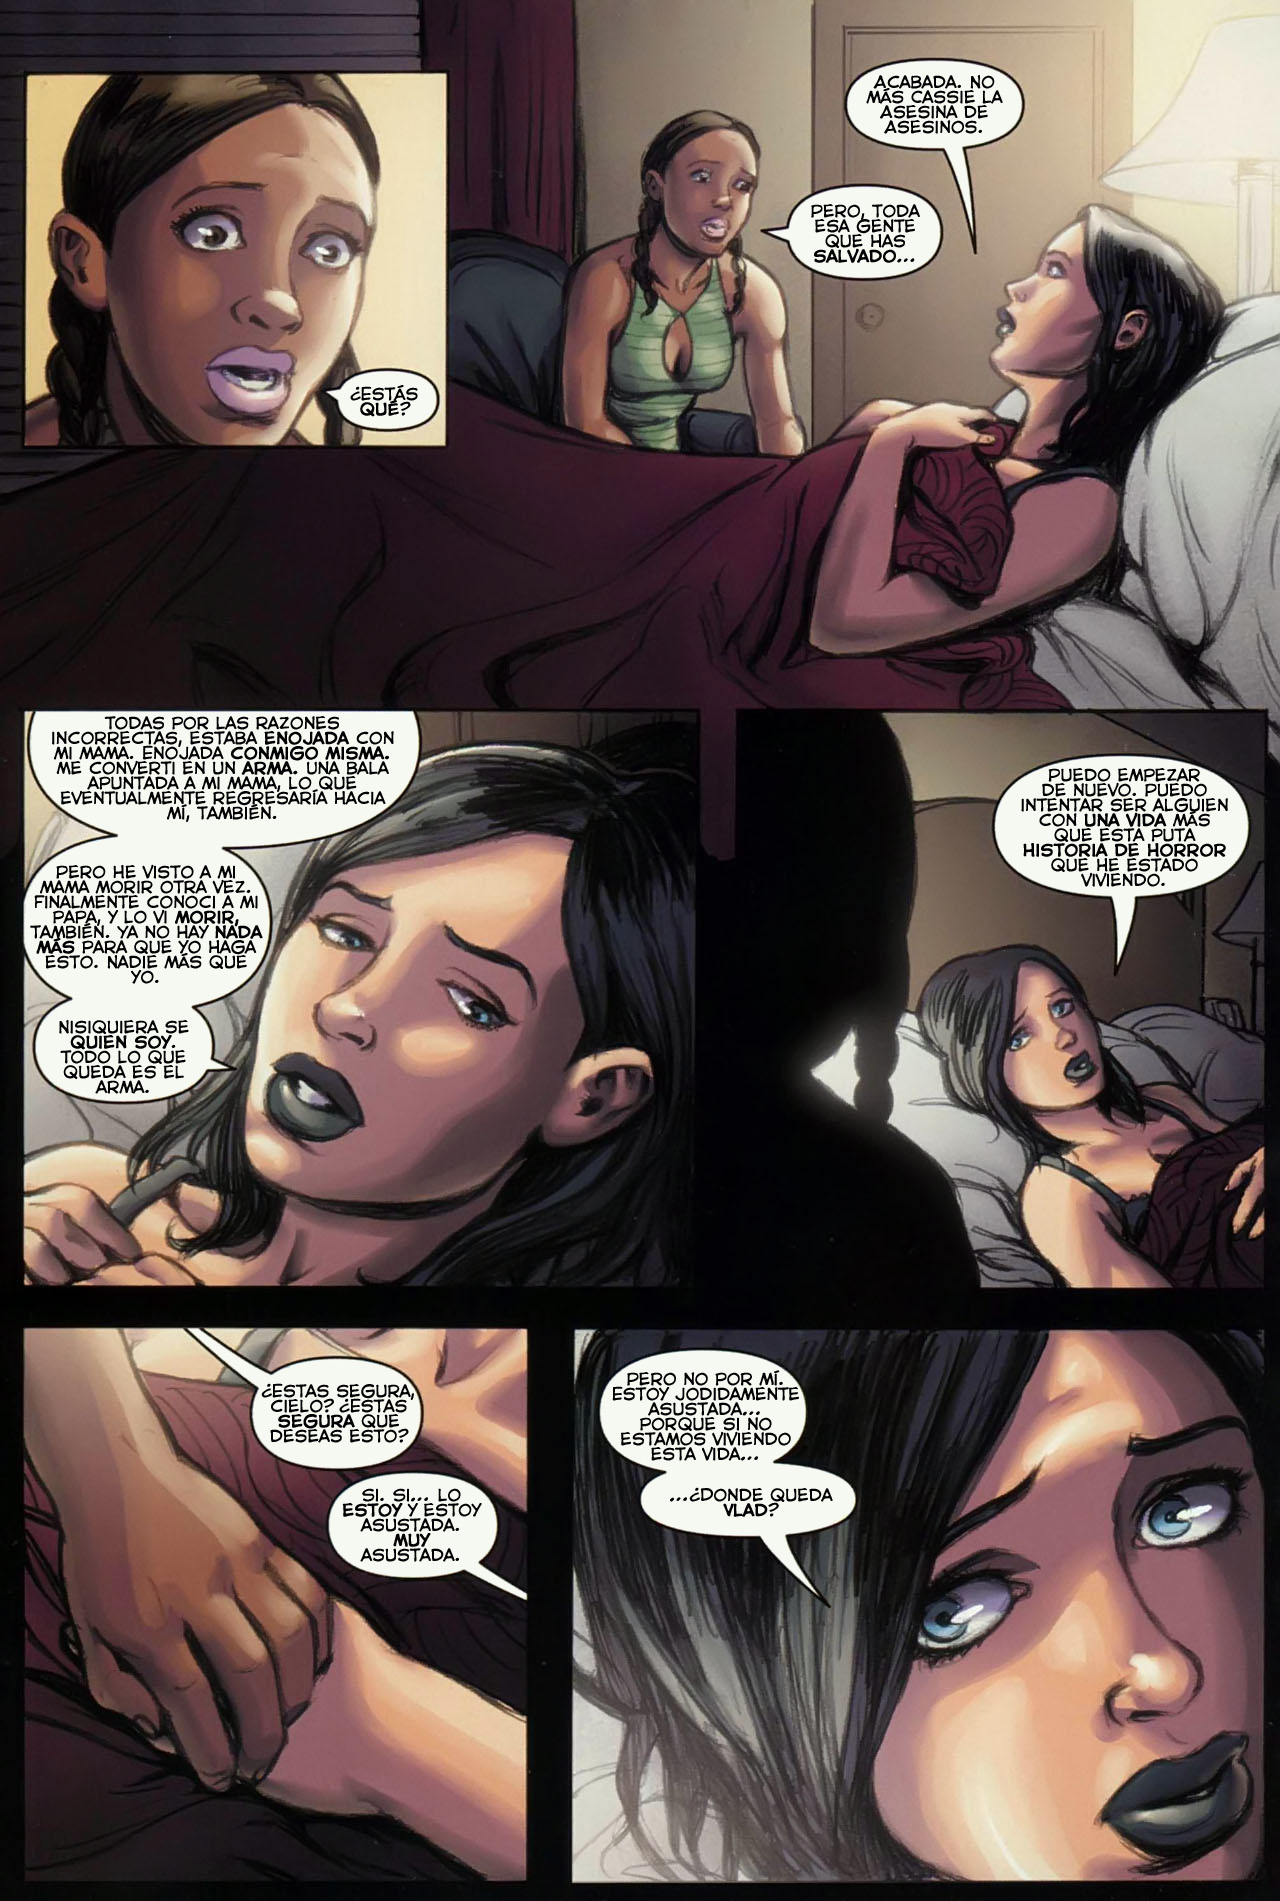 ¿ESTÁS
QUÉ?
ACABADA. NO
MÁS CASSIE LA
ASESINA DE
ASESINOS.
PERO, TODA
ESA GENTE
QUE HAS
SALVADO...
TODAS POR LAS RAZONES
INCORRECTAS, ESTABA ENOJADA CON
MI MAMA. ENOJADA CONMIGO MISMA.
ME CONVERTI EN UN ARMA. UNA BALA
APUNTADA A MI MAMA, LO QUE
EVENTUALMENTE REGRESARÍA HACIA
MÍ, TAMBIÉN.
PERO HE VISTO A MI
MAMA MORIR OTRA VEZ.
FINALMENTE CONOCI A MI
PAPA, Y LO VI MORIR,
TAMBIÉN. YA NO HAY NADA
MÁS PARA QUE YO HAGA
ESTO. NADIE MÁS QUE
YO.
NISIQUIERA SE
QUIEN SOY.
TODO LO QUE
QUEDA ES EL
ARMA.
PUEDO EMPEZAR
DE NUEVO. PUEDO
INTENTAR SER ALGUIEN
CON UNA VIDA MÁS
QUE ESTA PUTA
HISTORIA DE HORROR
QUE HE ESTADO
VIVIENDO.
¿ESTAS SEGURA,
CIELO? ¿ESTAS
SEGURA QUE
DESEAS ESTO?
SI. SI... LO
ESTOY Y ESTOY
ASUSTADA.
MUY
ASUSTADA.
PERO NO POR MÍ.
ESTOY JODIDAMENTE
ASUSTADA...
PORQUE SI NO
ESTAMOS VIVIENDO
ESTA VIDA...
...¿DONDE QUEDA
VLAD?